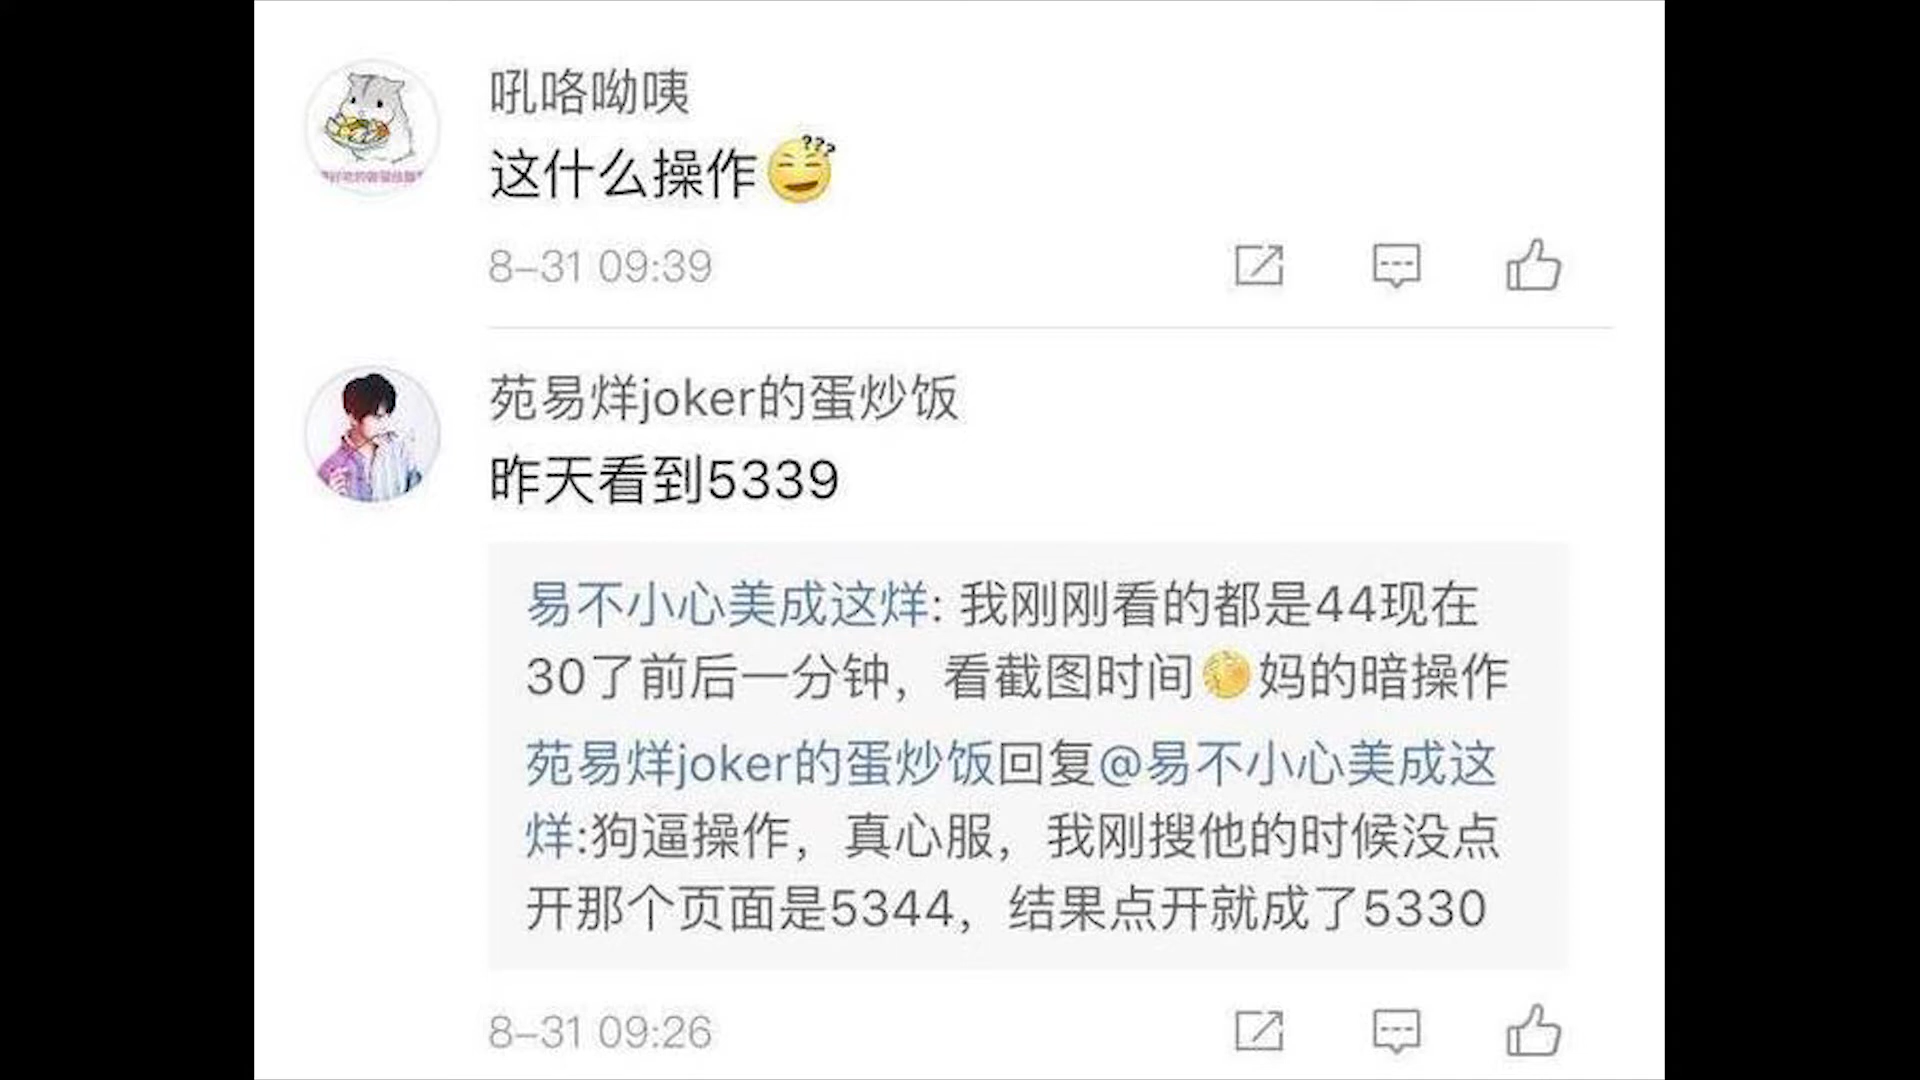 吼咯呦咦
这什么操作
8-31 09:39
苑易烊joker的蛋炒饭
昨天看到5339
易不小心美成这烊: 我刚刚看的都是44现在
30了前后一分钟，看截图时间妈的暗操作
苑易烊joker的蛋炒饭回复@易不小心美成这
烊:狗逼操作，真心服，我刚搜他的时候没点
开那个页面是5344，结果点开就成了5330
8-31 09:26